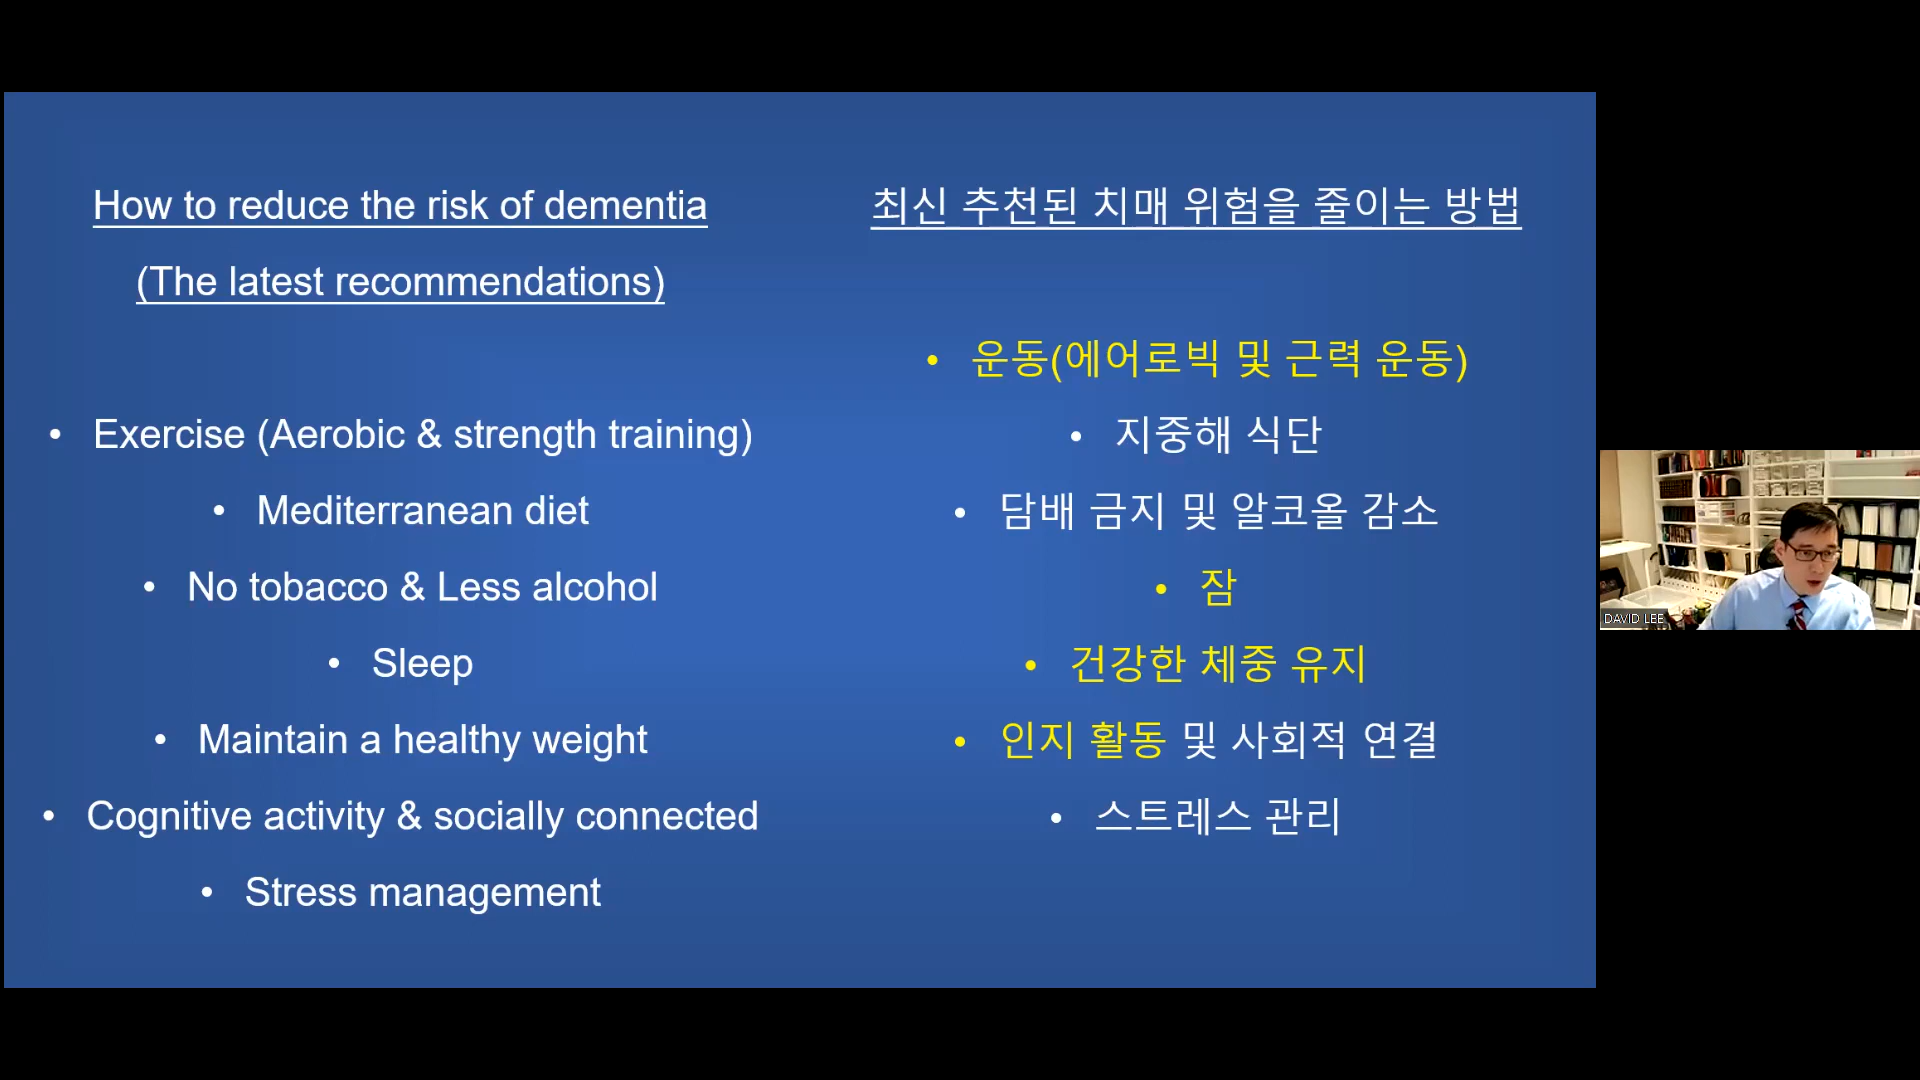 How to reduce the risk of dementia
(The latest recommendations)
• Exercise (Aerobic & strength training)
• Mediterranean diet
• No tobacco & Less alcohol
• Sleep
• Maintain a healthy weight
• Cognitive activity & socially connected
• Stress management
최신 추천된 치매 위험을 줄이는 방법
• 운동(에어로빅 및 근력 운동)
• 지중해 식단
• 담배 금지 및 알코올 감소
• 잠
• 건강한 체중 유지
• 인지 활동 및 사회적 연결
• 스트레스 관리
DAVID LEE